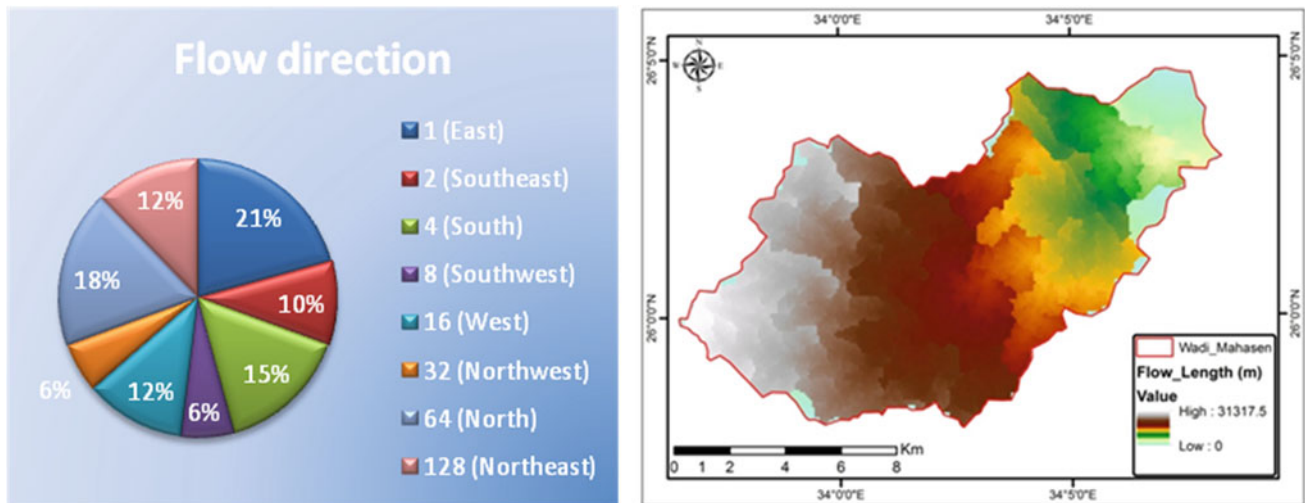 Flow direction
1 (East)
2 (Southeast)
4 (South)
8 (Southwest)
16 (West)
32 (Northwest)
64 (North)
128 (Northeast)
21%
10%
15%
6%
12%
6%
18%
12%
34°0'0"E
34°5'0"E
26°5'0"N
26°5'0"N
26°0'0"N
26°0'0"N
N
W
E
S
Wadi_Mahasen
Flow_Length (m)
Value
High : 31317.5
Low : 0
Km
0 1 2 4 6 8
34°0'0"E
34°5'0"E